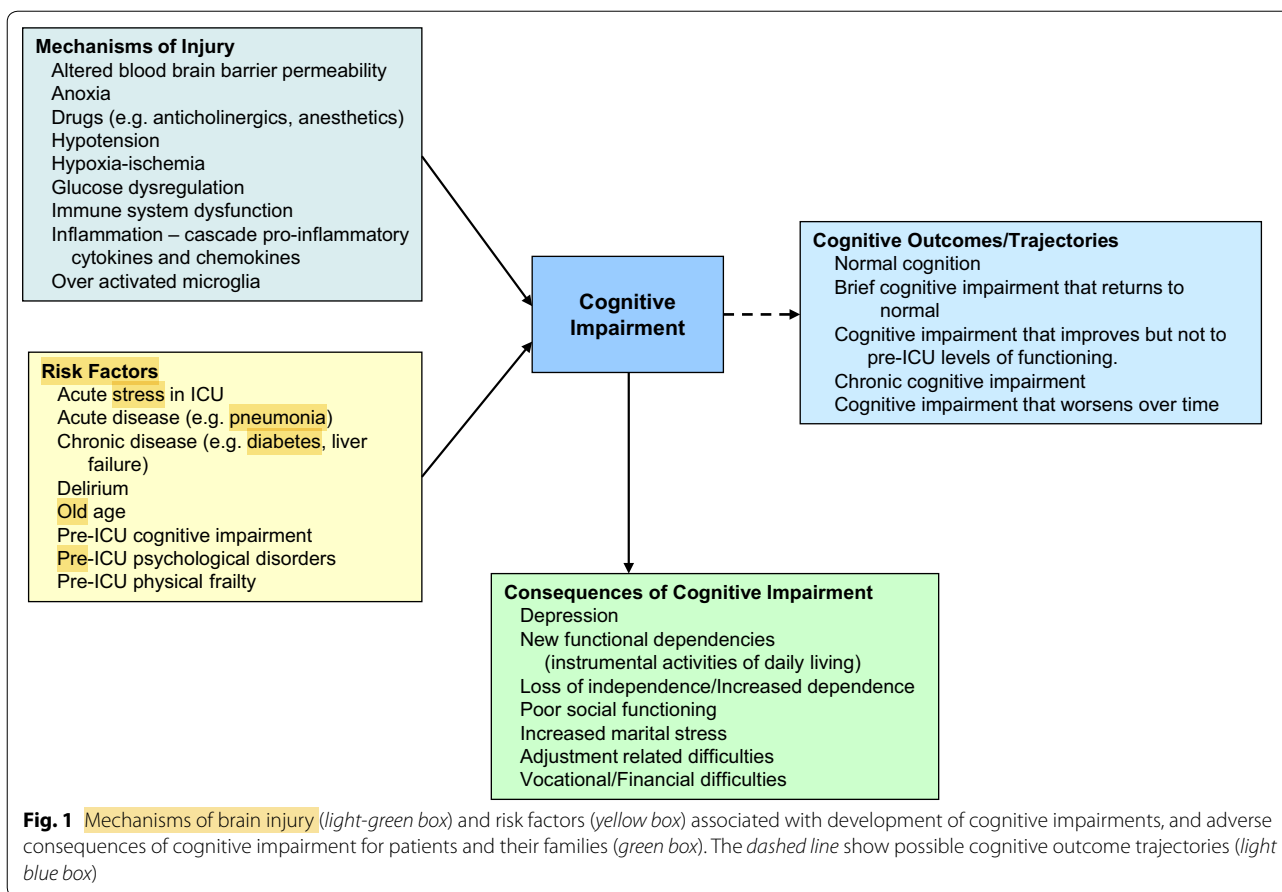 Mechanisms of Injury
Altered blood brain barrier permeability
Anoxia
Drugs (e.g. anticholinergics, anesthetics)
Hypotension
Hypoxia-ischemia
Glucose dysregulation
Immune system dysfunction
Inflammation – cascade pro-inflammatory
cytokines and chemokines
Over activated microglia
Risk Factors
Acute stress in ICU
Acute disease (e.g. pneumonia)
Chronic disease (e.g. diabetes, liver
failure)
Delirium
Old age
Pre-ICU cognitive impairment
Pre-ICU psychological disorders
Pre-ICU physical frailty
Cognitive
Impairment
Cognitive Outcomes/Trajectories
Normal cognition
Brief cognitive impairment that returns to
normal
Cognitive impairment that improves but not to
pre-ICU levels of functioning.
Chronic cognitive impairment
Cognitive impairment that worsens over time
Consequences of Cognitive Impairment
Depression
New functional dependencies
(instrumental activities of daily living)
Loss of independence/Increased dependence
Poor social functioning
Increased marital stress
Adjustment related difficulties
Vocational/Financial difficulties
Fig. 1 Mechanisms of brain injury (light-green box) and risk factors (yellow box) associated with development of cognitive impairments, and adverse
consequences of cognitive impairment for patients and their families (green box). The dashed line show possible cognitive outcome trajectories (light
blue box)